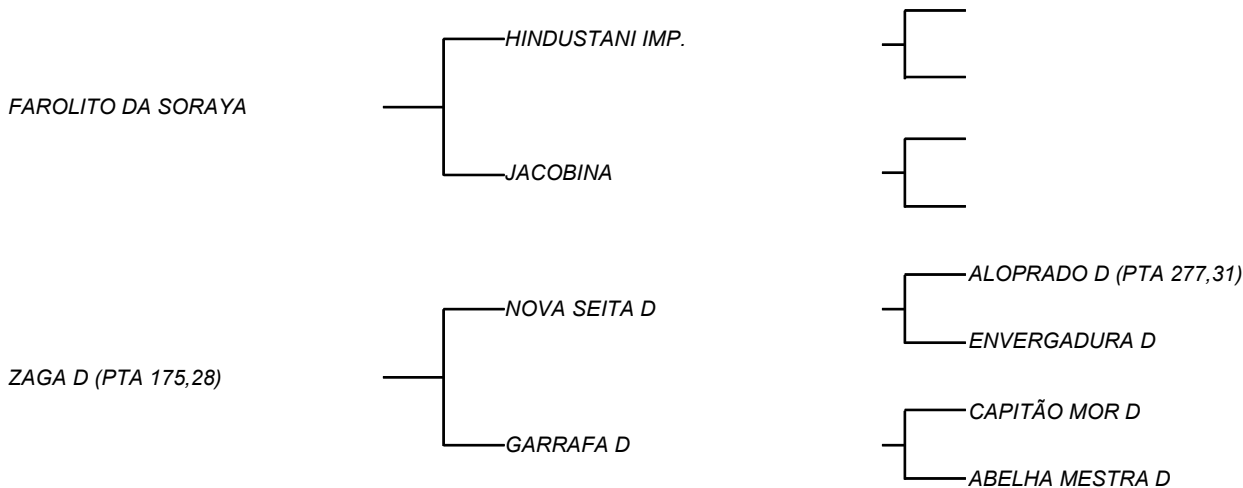 HINDUSTANI IMP.
FAROLITO DA SORAYA
JACOBINA
ALOPRADO D (PTA 277,31)
NOVA SEITA D
ENVERGADURA D
ZAGA D (PTA 175,28)
CAPITÃO MOR D
GARRAFA D
ABELHA MESTRA D